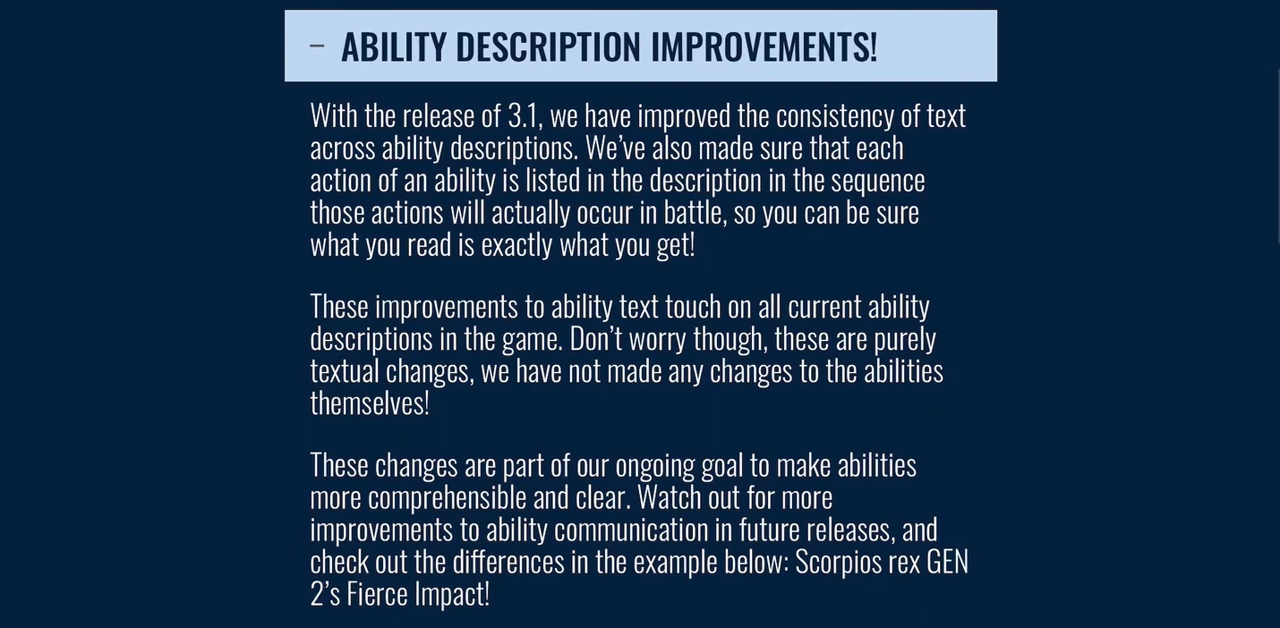 – ABILITY DESCRIPTION IMPROVEMENTS!
With the release of 3.1, we have improved the consistency of text
across ability descriptions. We’ve also made sure that each
action of an ability is listed in the description in the sequence
those actions will actually occur in battle, so you can be sure
what you read is exactly what you get!
These improvements to ability text touch on all current ability
descriptions in the game. Don’t worry though, these are purely
textual changes, we have not made any changes to the abilities
themselves!
These changes are part of our ongoing goal to make abilities
more comprehensible and clear. Watch out for more
improvements to ability communication in future releases, and
check out the differences in the example below: Scorpios rex GEN
2’s Fierce Impact!